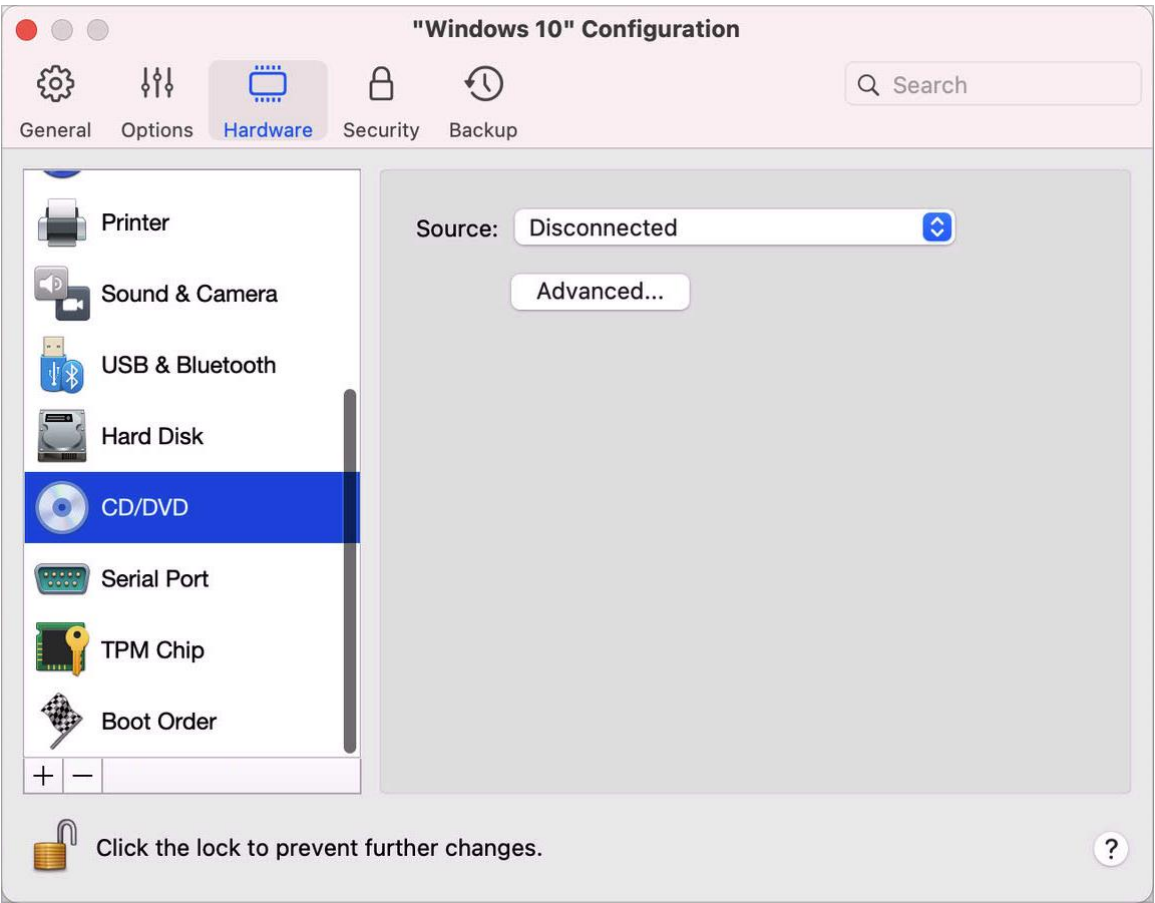 "Windows 10" Configuration
General Options Hardware Security Backup
Search
Printer
Sound & Camera
USB & Bluetooth
Hard Disk
CD/DVD
Serial Port
TPM Chip
Boot Order
+ −
Source: Disconnected
Advanced...
Click the lock to prevent further changes.
?